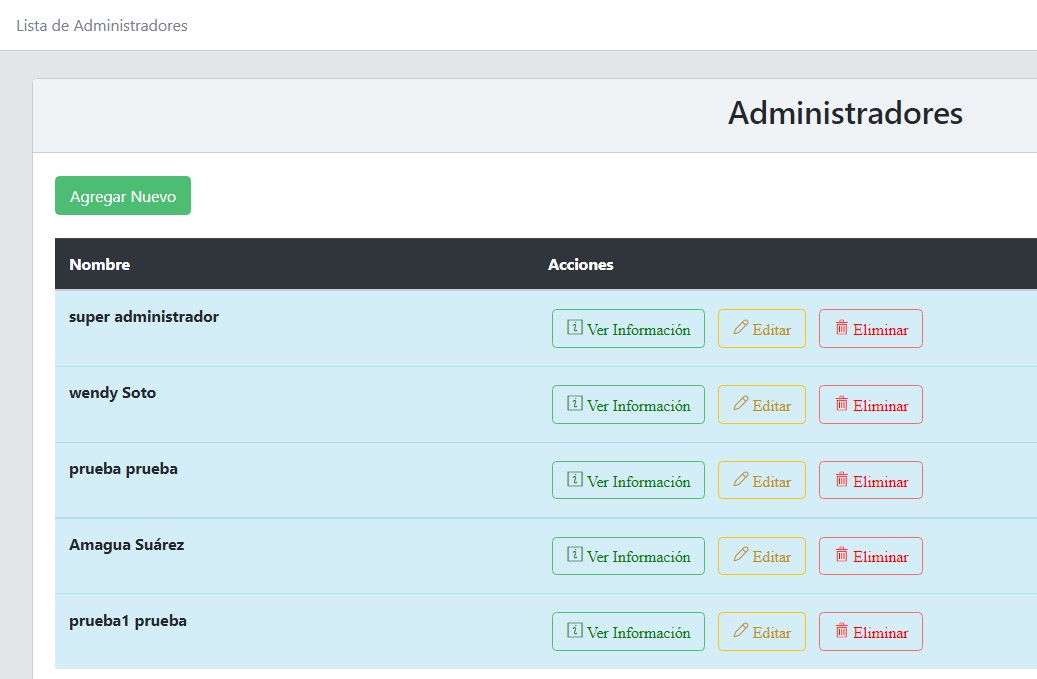 Lista de Administradores
Administradores
Agregar Nuevo
Nombre Acciones
super administrador Ver Información Editar Eliminar
wendy Soto Ver Información Editar Eliminar
prueba prueba Ver Información Editar Eliminar
Amagua Suárez Ver Información Editar Eliminar
prueba1 prueba Ver Información Editar Eliminar